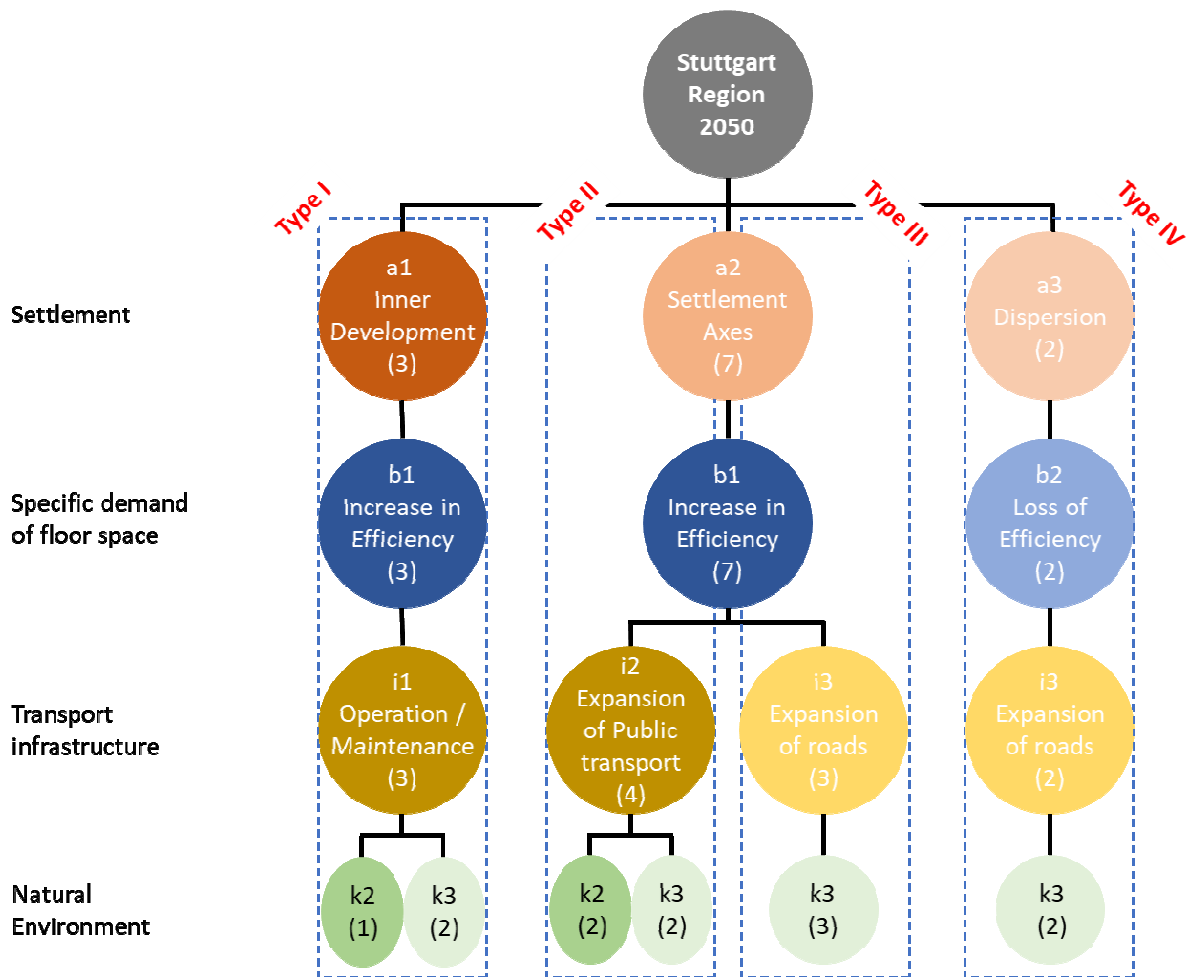 Stuttgart
Region
2050
Type I
Type II
Type III
Type IV
Settlement
a1
Inner
Development
(3)
a2
Settlement
Axes
(7)
a3
Dispersion
(2)
Specific demand
of floor space
b1
Increase in
Efficiency
(3)
b1
Increase in
Efficiency
(7)
b2
Loss of
Efficiency
(2)
Transport
infrastructure
i1
Operation /
Maintenance
(3)
i2
Expansion
of Public
transport
(4)
i3
Expansion
of roads
(3)
i3
Expansion
of roads
(2)
Natural
Environment
k2
(1)
k3
(2)
k2
(2)
k3
(2)
k3
(3)
k3
(2)